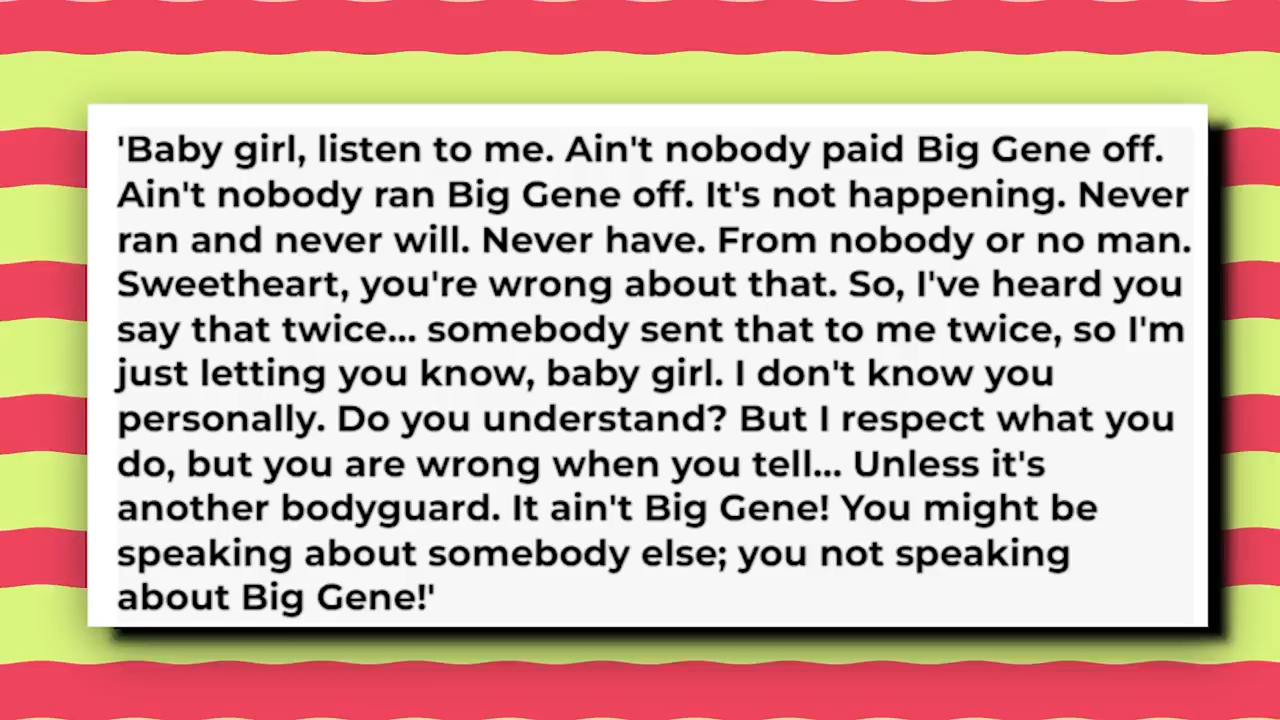 'Baby girl, listen to me. Ain't nobody paid Big Gene off.
Ain't nobody ran Big Gene off. It's not happening. Never
ran and never will. Never have. From nobody or no man.
Sweetheart, you're wrong about that. So, I've heard you
say that twice... somebody sent that to me twice, so I'm
just letting you know, baby girl. I don't know you
personally. Do you understand? But I respect what you
do, but you are wrong when you tell... Unless it's
another bodyguard. It ain't Big Gene! You might be
speaking about somebody else; you not speaking
about Big Gene!'